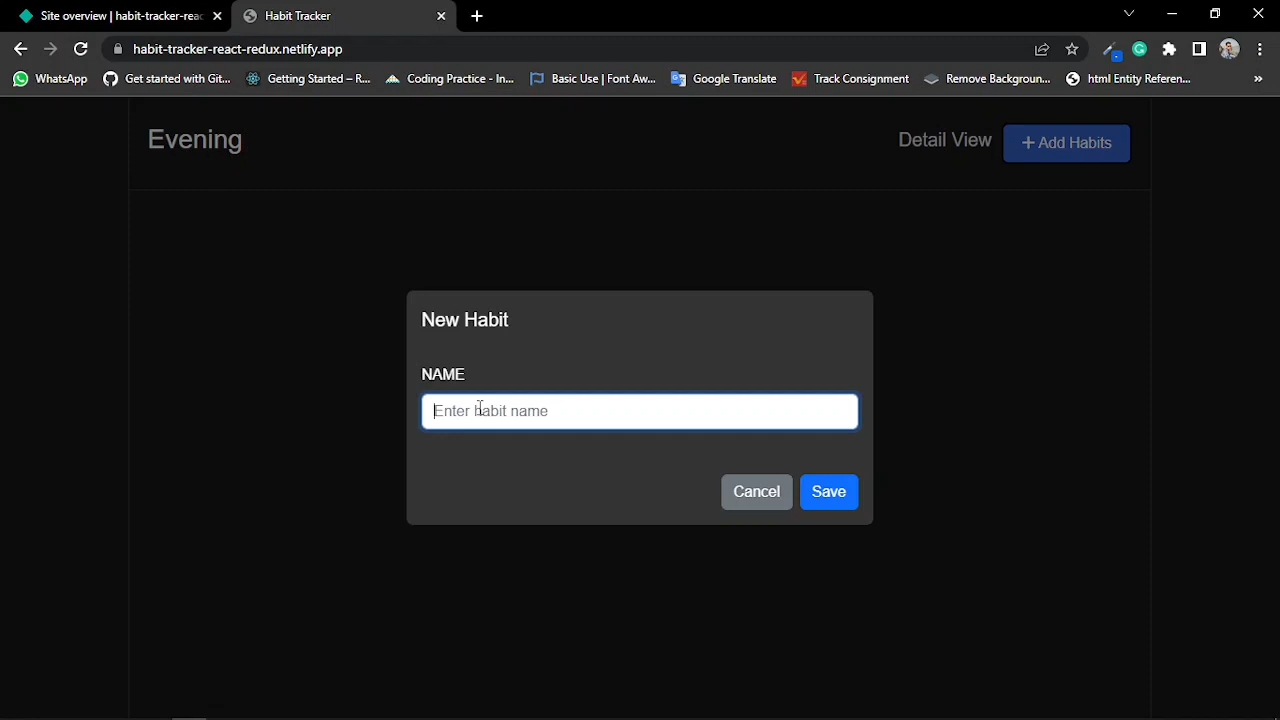 Site overview | habit-tracker-reac
Habit Tracker
habit-tracker-react-redux.netlify.app
WhatsApp
Get started with Git...
Getting Started – R...
Coding Practice - In...
Basic Use | Font Aw...
Google Translate
Track Consignment
Remove Backgroun...
html Entity Referen...
Evening
Detail View
+ Add Habits
New Habit
NAME
Enter habit name
Cancel
Save